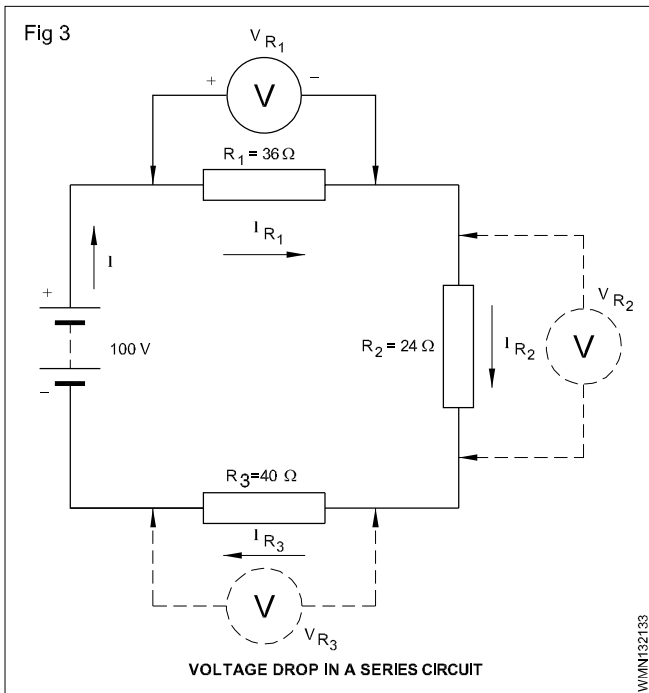 Fig 3
V R1
+ −
V
R1 = 36 Ω
I R1
I
+
100 V
−
R2 = 24 Ω
I R2
V R2
V
R3=40 Ω
I R3
V
V R3
VOLTAGE DROP IN A SERIES CIRCUIT
WMN132133